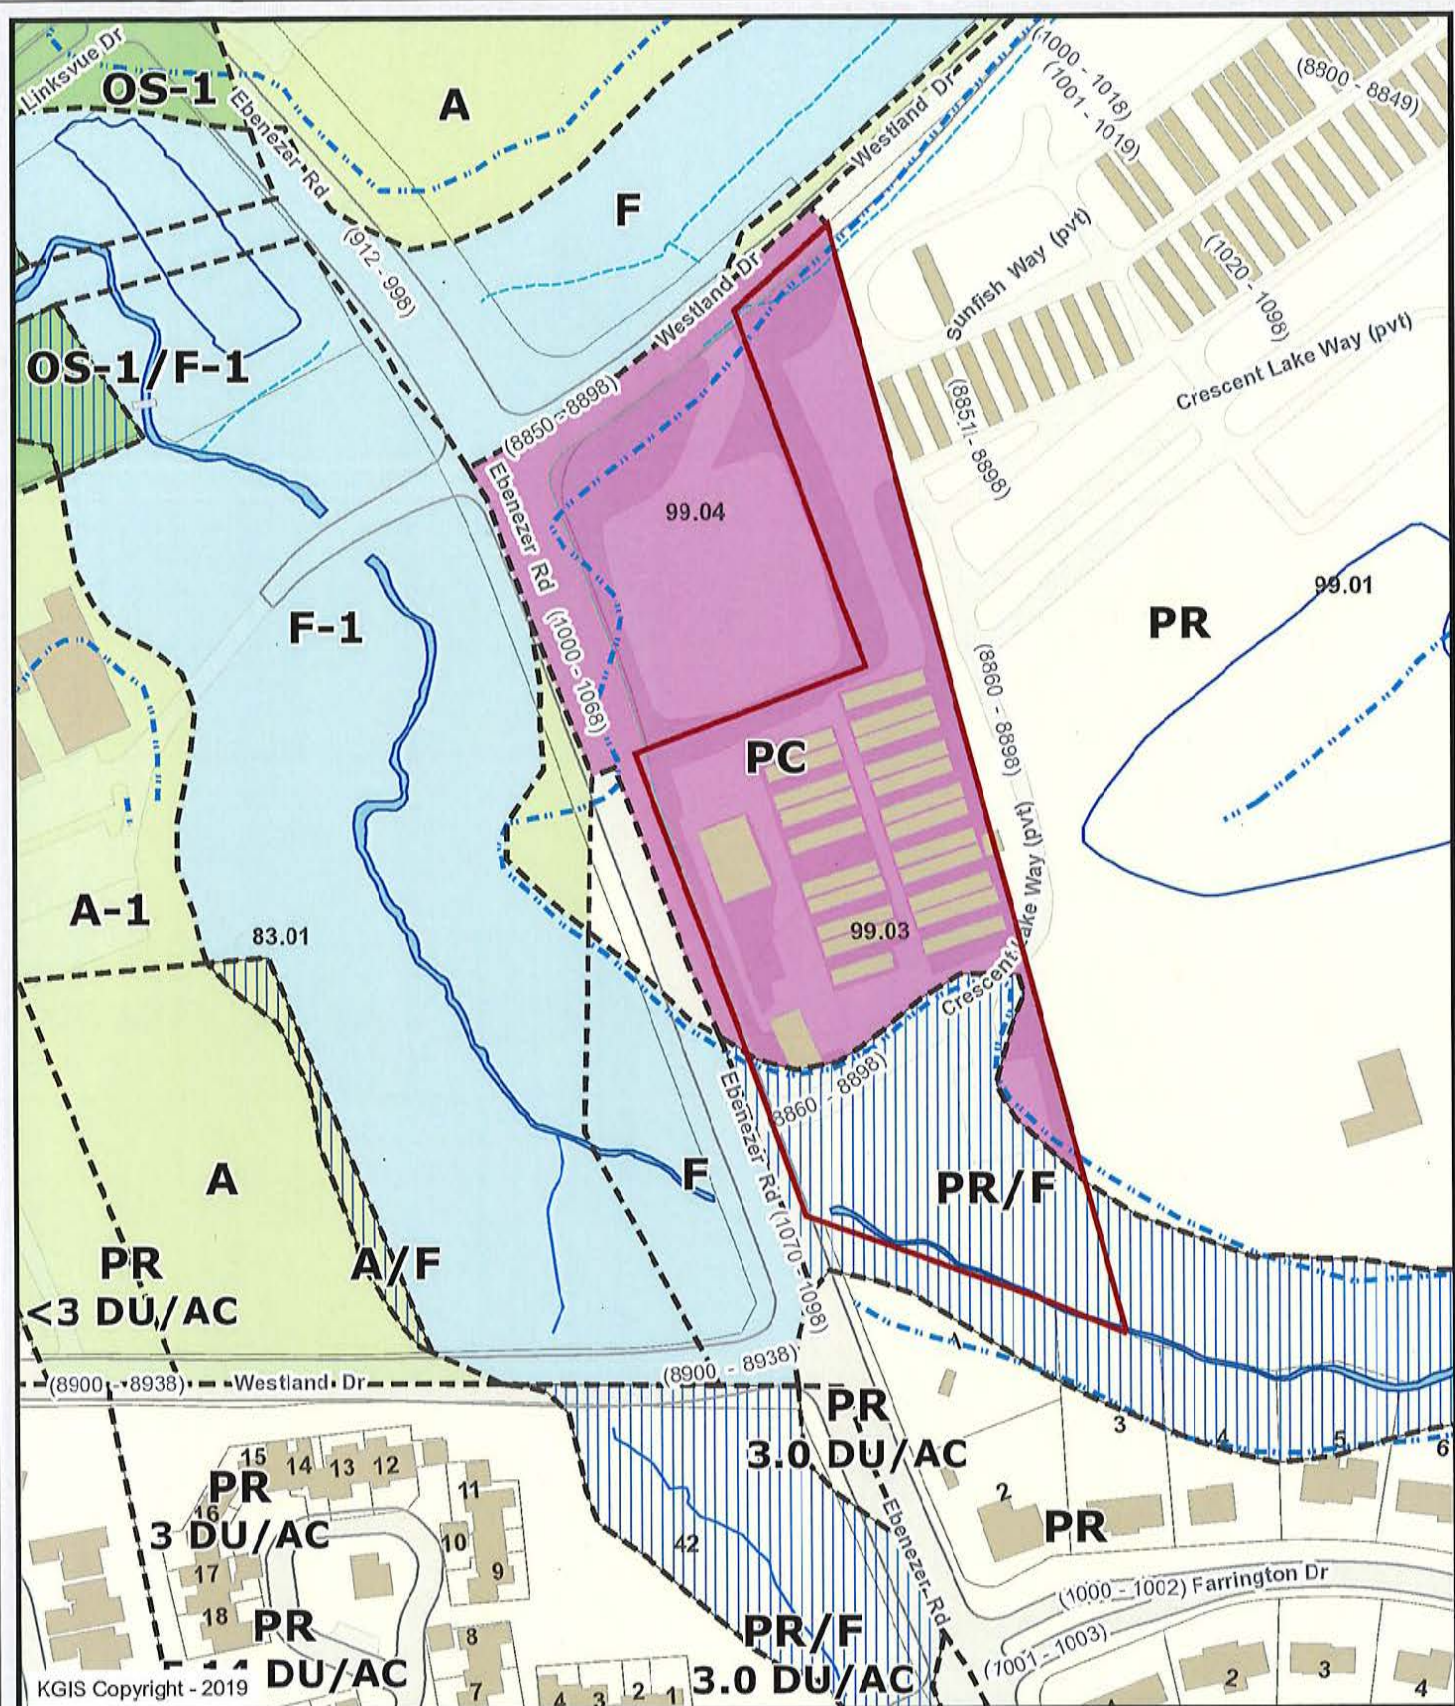 Linksvue Dr
OS-1
A
Ebenezer Rd
Westland Dr
(1000 - 1018)
(1001 - 1019)
(8800 - 8849)
F
(912 - 998)
Westland Dr
Sunfish Way (pvt)
(1020 - 1098)
Crescent Lake Way (pvt)
OS-1/F-1
(8850 - 8898)
(8851 - 8898)
Ebenezer Rd
99.04
99.01
PR
F-1
(1000 - 1068)
(8860 - 8898)
PC
A-1
83.01
99.03
Crescent Lake Way (pvt)
8860 - 8898)
Ebenezer Rd
A
F
PR/F
(1070 - 1098)
PR
<3 DU/AC
A/F
(8900 - 8938)
Westland Dr
(8900 - 8938)
PR
3.0 DU/AC
3
4
5
6
15
14
13
12
PR
16
3 DU/AC
11
10
9
17
18
2
PR
42
Ebenezer Rd
(1000 - 1002) Farrington Dr
(1001 - 1003)
PR
DU/AC
8
7
4
3
2
1
PR/F
3.0 DU/AC
2
3
4
KGIS Copyright - 2019